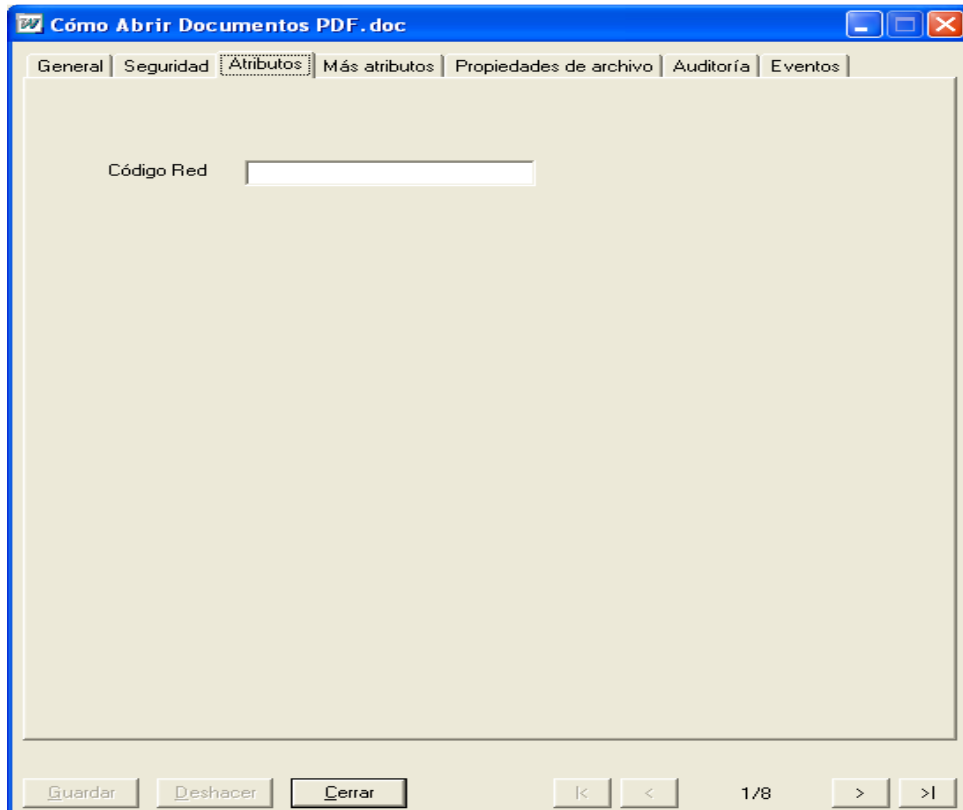 Cómo Abrir Documentos PDF.doc
General Seguridad Atributos Más atributos Propiedades de archivo Auditoría Eventos
Código Red
Guardar Deshacer Cerrar |< < 1/8 > >|